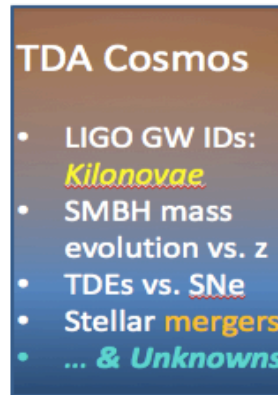 TDA Cosmos
• LIGO GW IDs:
Kilonovae
• SMBH mass
evolution vs. z
• TDEs vs. SNe
• Stellar mergers
• ... & Unknowns